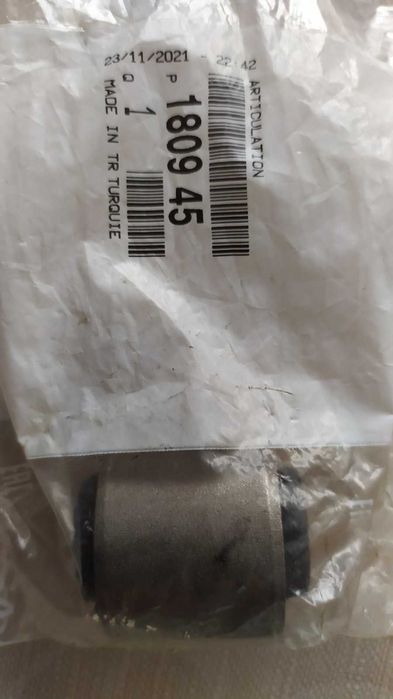 ARTICULATION
P 1809 45
Q 1
MADE IN TR TURQUIE
23/11/2021 - 22:42